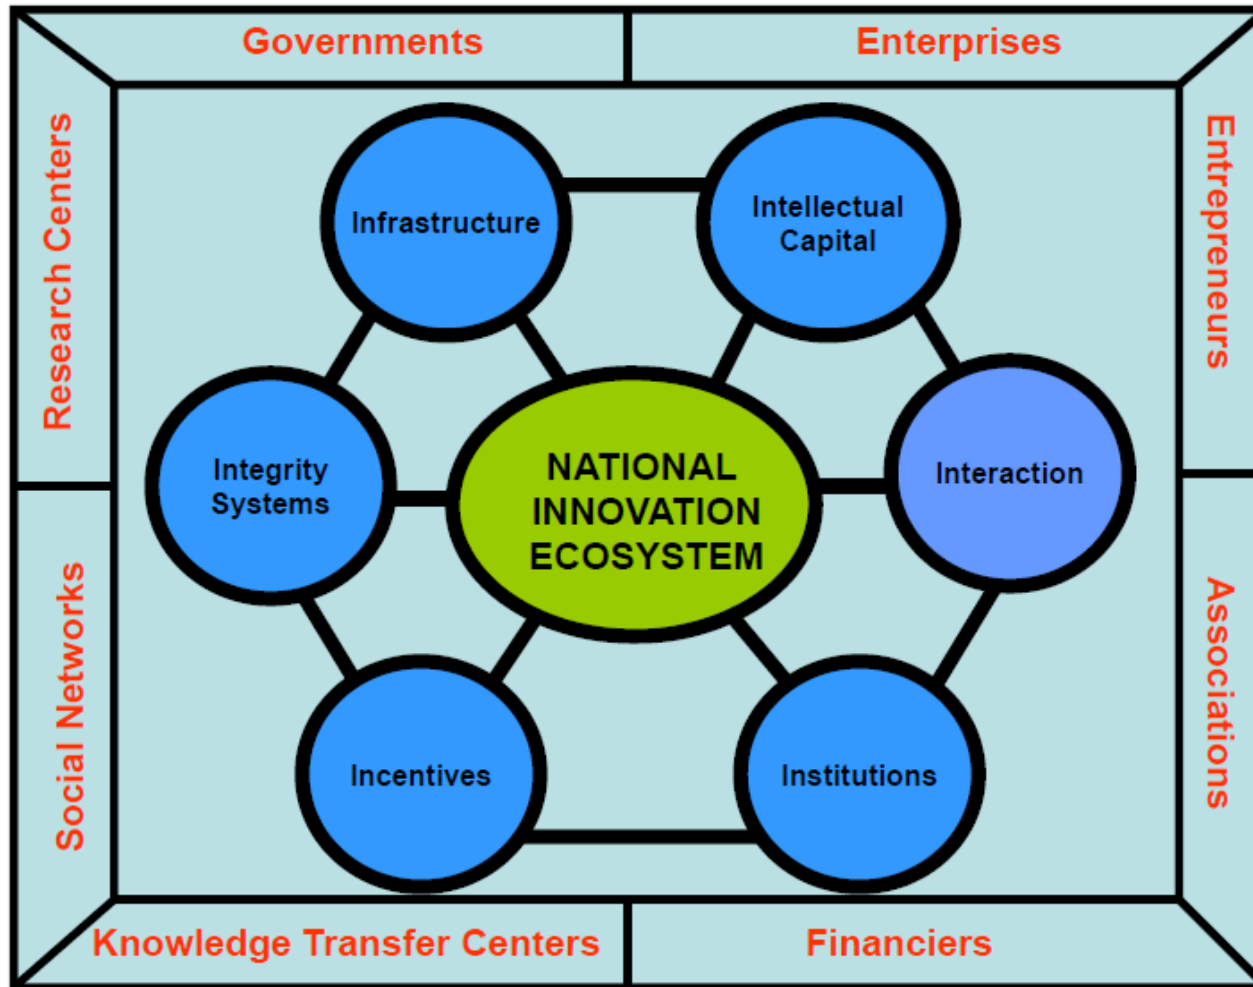 Governments
Enterprises
Research Centers
Entrepreneurs
Infrastructure
Intellectual
Capital
Integrity
Systems
NATIONAL
INNOVATION
ECOSYSTEM
Interaction
Social Networks
Associations
Incentives
Institutions
Knowledge Transfer Centers
Financiers